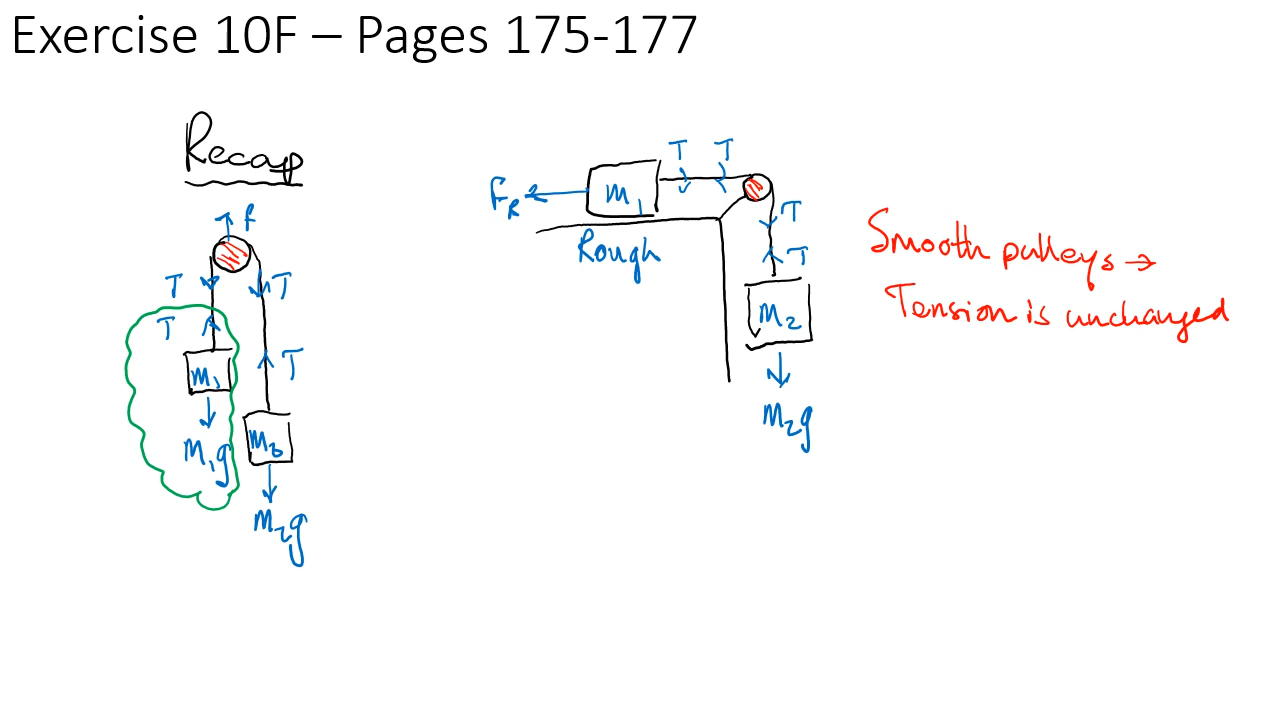 Exercise 10F – Pages 175-177
Recap
F
T
T
T
T
m₁
m₂
m₁g
m₂g
T T
F_R
m₁
Rough
T
T
m₂
m₂g
Smooth pulleys →
Tension is unchanged